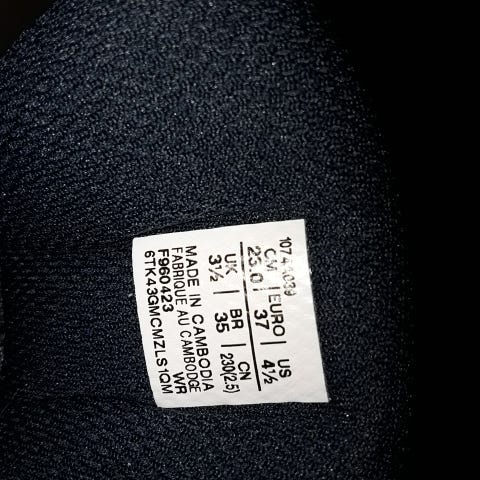 CM | EURO | US
23.0 | 37 | 4½
UK | BR | CN
3½ | 35 | 230(2.5)
MADE IN CAMBODIA
FABRIQUE AU CAMBODGE
F960423 WR
6TK43GMCMZLS1QM